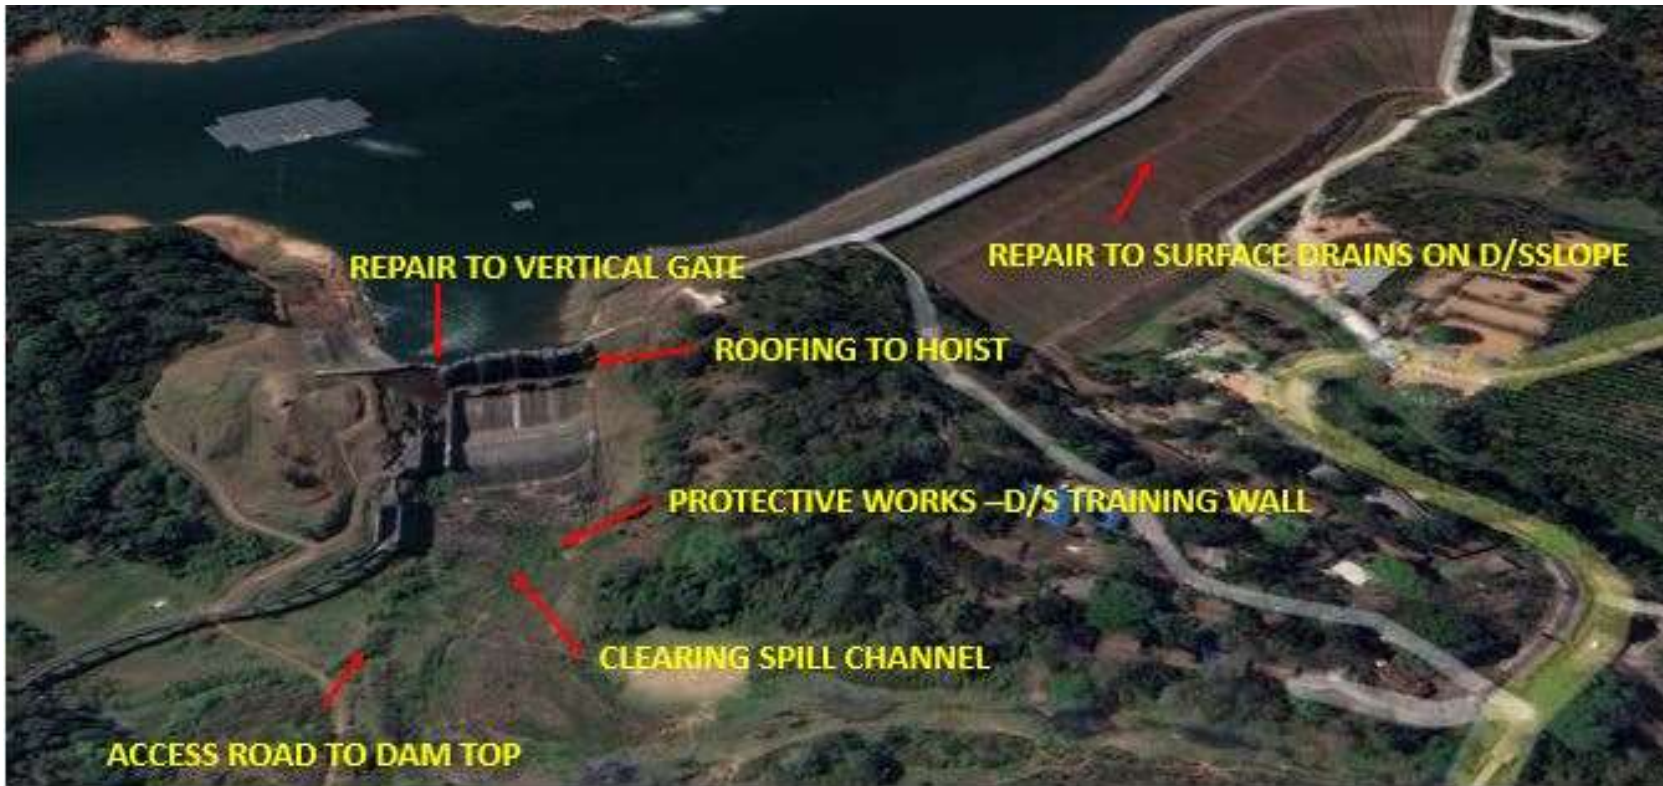 REPAIR TO VERTICAL GATE
REPAIR TO SURFACE DRAINS ON D/SSLOPE
ROOFING TO HOIST
PROTECTIVE WORKS –D/S TRAINING WALL
CLEARING SPILL CHANNEL
ACCESS ROAD TO DAM TOP